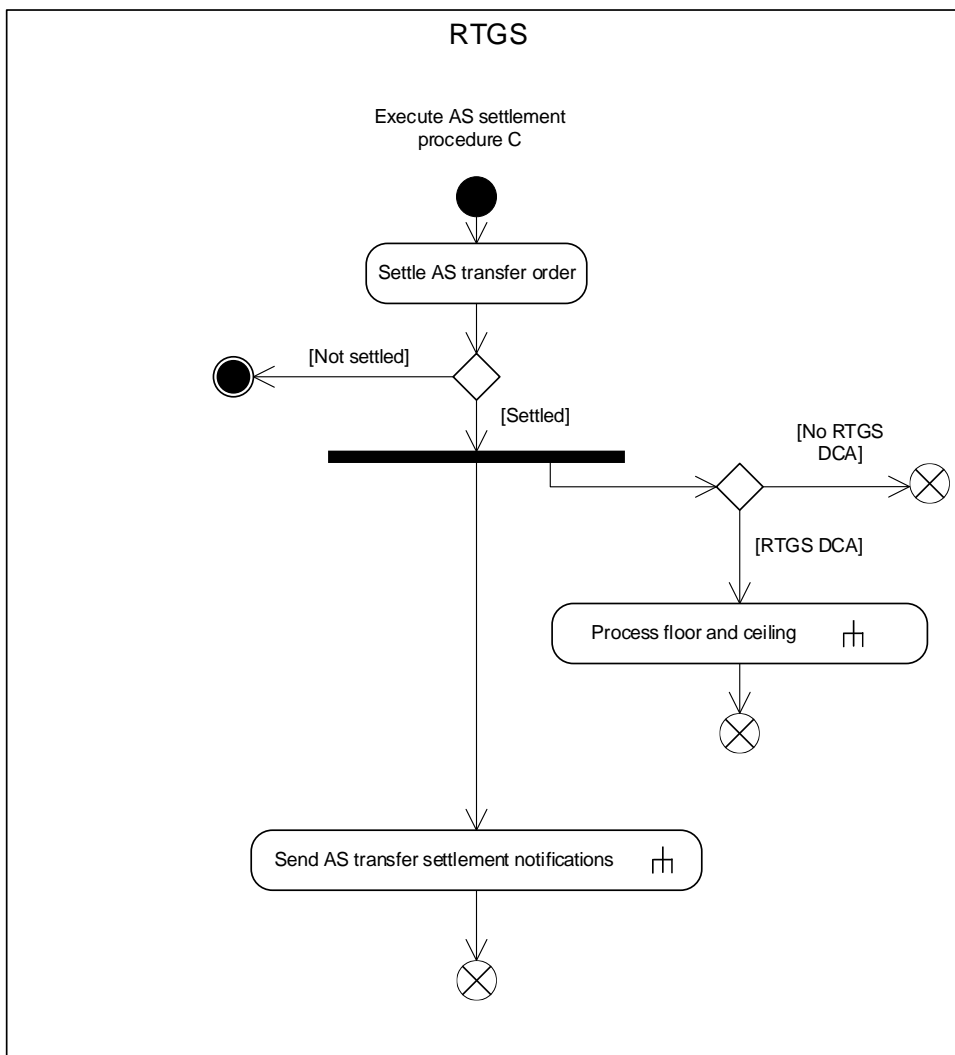 RTGS
Execute AS settlement
procedure C
Settle AS transfer order
[Not settled]
[Settled]
[No RTGS
DCA]
[RTGS DCA]
Process floor and ceiling
Send AS transfer settlement notifications